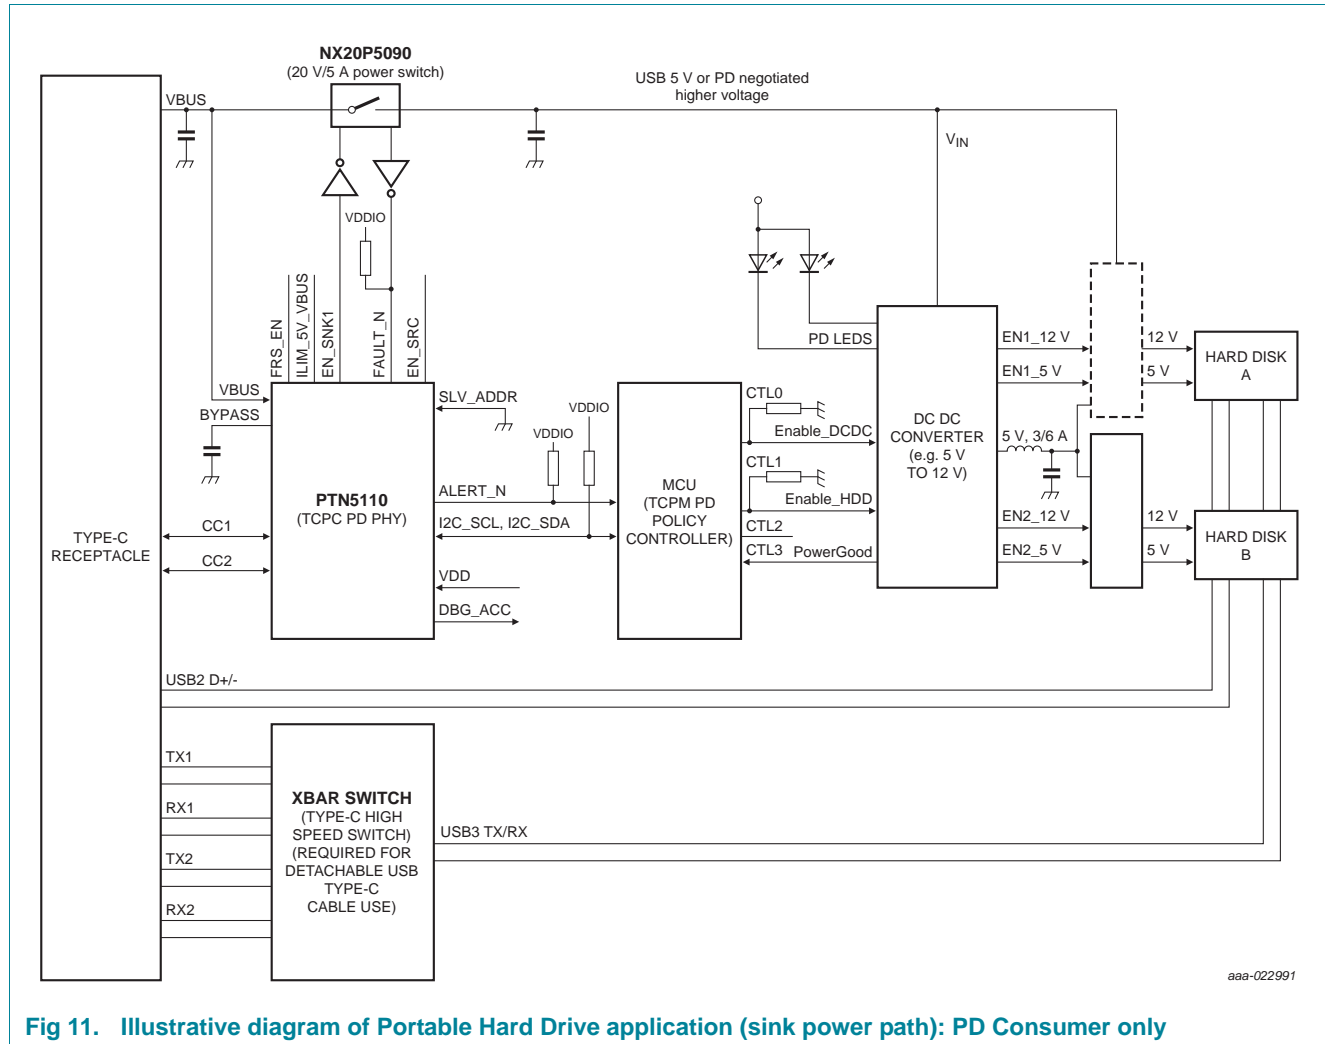 NX20P5090
(20 V/5 A power switch)
USB 5 V or PD negotiated
higher voltage
VBUS
VIN
VDDIO
FRS_EN
ILIM_5V_VBUS
EN_SNK1
FAULT_N
EN_SRC
PD LEDS
EN1_12 V
EN1_5 V
12 V
5 V
HARD DISK
A
VBUS
BYPASS
SLV_ADDR
VDDIO
VDDIO
CTL0
Enable_DCDC
CTL1
Enable_HDD
CTL2
CTL3
PowerGood
DC DC
CONVERTER
(e.g. 5 V
TO 12 V)
5 V, 3/6 A
PTN5110
(TCPC PD PHY)
ALERT_N
I2C_SCL, I2C_SDA
VDD
DBG_ACC
MCU
(TCPM PD
POLICY
CONTROLLER)
EN2_12 V
EN2_5 V
12 V
5 V
HARD DISK
B
TYPE-C
RECEPTACLE
CC1
CC2
USB2 D+/-
TX1
RX1
TX2
RX2
XBAR SWITCH
(TYPE-C HIGH
SPEED SWITCH)
(REQUIRED FOR
DETACHABLE USB
TYPE-C
CABLE USE)
USB3 TX/RX
aaa-022991
Fig 11. Illustrative diagram of Portable Hard Drive application (sink power path): PD Consumer only